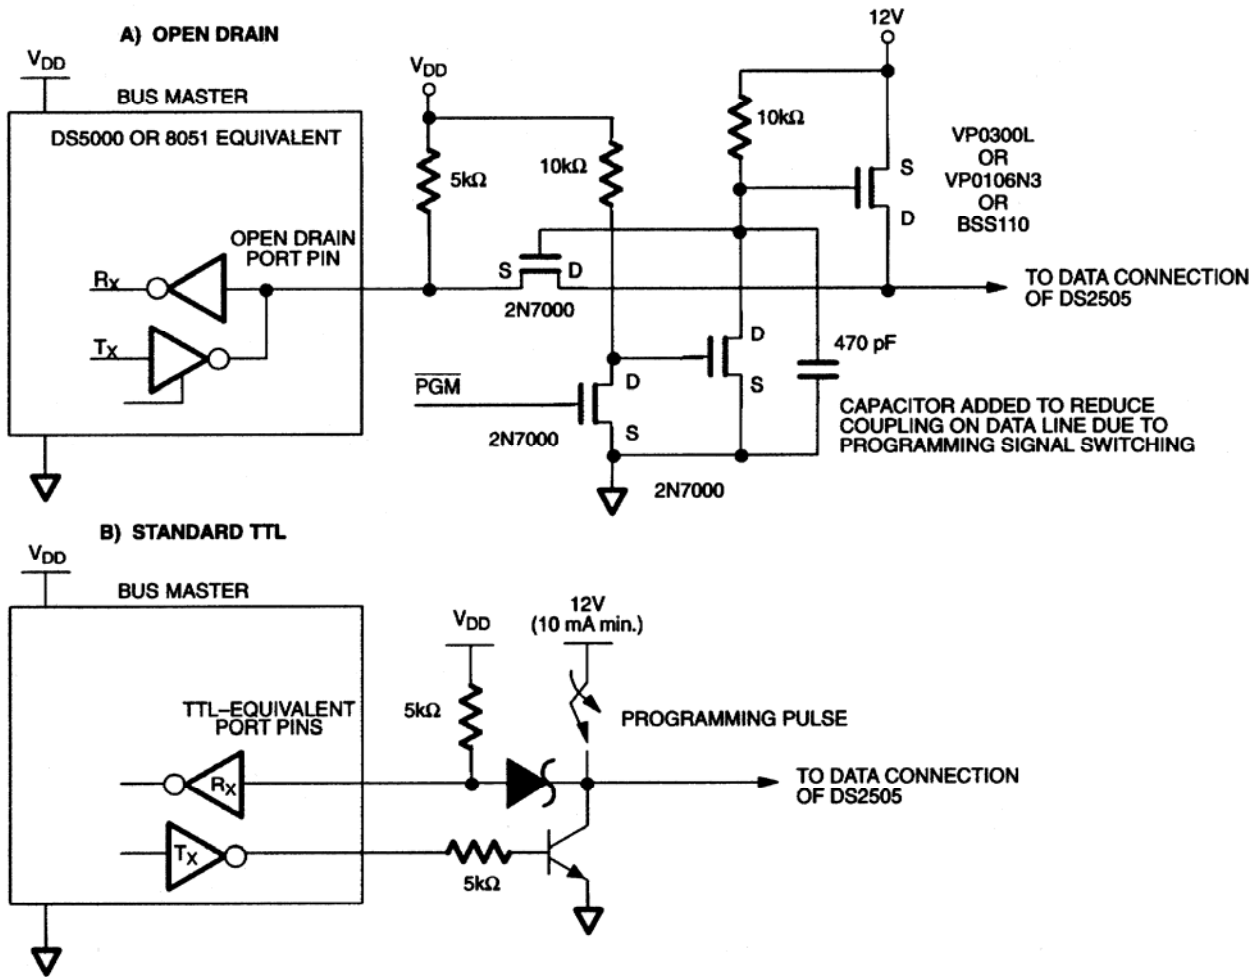 A) OPEN DRAIN
12V
VDD
VDD
BUS MASTER
DS5000 OR 8051 EQUIVALENT
10kΩ
VP0300L
OR
VP0106N3
OR
BSS110
5kΩ
10kΩ
S
D
OPEN DRAIN
PORT PIN
RX
S
D
2N7000
TO DATA CONNECTION
OF DS2505
TX
D
S
470 pF
PGM
D
S
2N7000
CAPACITOR ADDED TO REDUCE
COUPLING ON DATA LINE DUE TO
PROGRAMMING SIGNAL SWITCHING
2N7000
B) STANDARD TTL
VDD
BUS MASTER
VDD
12V
(10 mA min.)
TTL–EQUIVALENT
PORT PINS
5kΩ
PROGRAMMING PULSE
RX
TO DATA CONNECTION
OF DS2505
TX
5kΩ